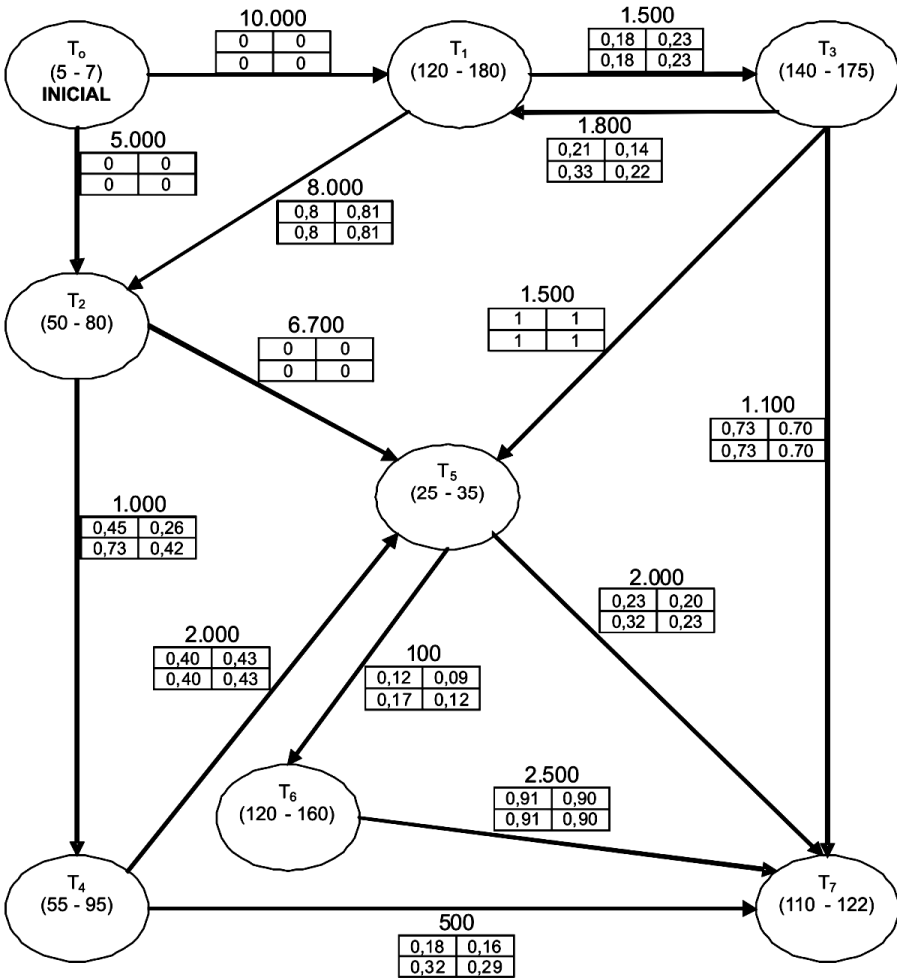 10.000
0 0
0 0
1.500
0,18 0,23
0,18 0,23
T₀
(5 - 7)
INICIAL
T₁
(120 - 180)
T₃
(140 - 175)
1.800
0,21 0,14
0,33 0,22
5.000
0 0
0 0
8.000
0,8 0,81
0,8 0,81
T₂
(50 - 80)
6.700
0 0
0 0
1.500
1 1
1 1
1.100
0,73 0.70
0,73 0.70
T₅
(25 - 35)
1.000
0,45 0,26
0,73 0,42
2.000
0,23 0,20
0,32 0,23
2.000
0,40 0,43
0,40 0,43
100
0,12 0,09
0,17 0,12
T₆
(120 - 160)
2.500
0,91 0,90
0,91 0,90
T₄
(55 - 95)
T₇
(110 - 122)
500
0,18 0,16
0,32 0,29